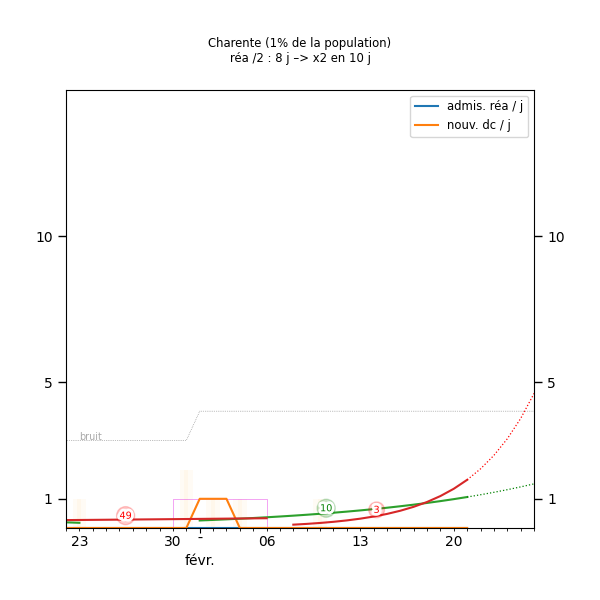 Charente (1% de la population)
réa /2 : 8 j –> x2 en 10 j
admis. réa / j
nouv. dc / j
10
10
5
5
bruit
1
1
49
10
3
23
30
-
06
13
20
févr.